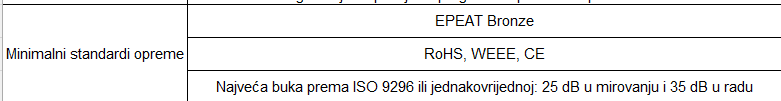 EPEAT Bronze
Minimalni standardi opreme
RoHS, WEEE, CE
Najveća buka prema ISO 9296 ili jednakovrijednoj: 25 dB u mirovanju i 35 dB u radu